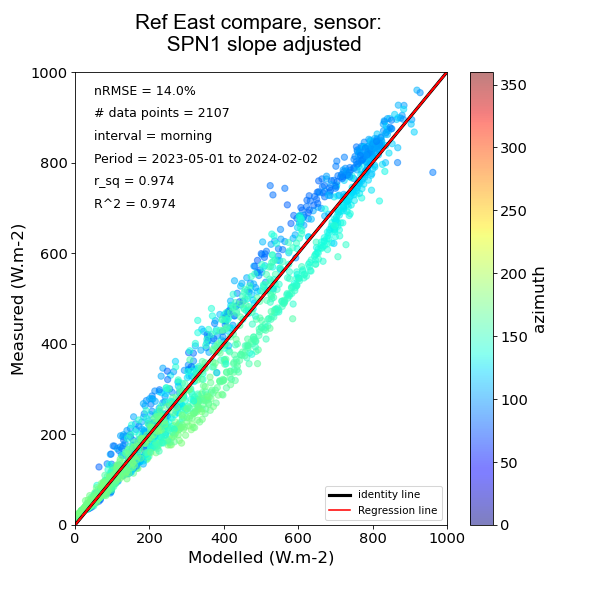 Ref East compare, sensor:
SPN1 slope adjusted
nRMSE = 14.0%
# data points = 2107
interval = morning
Period = 2023-05-01 to 2024-02-02
r_sq = 0.974
R^2 = 0.974
1000
800
600
400
200
0
Measured (W.m-2)
0 200 400 600 800 1000
Modelled (W.m-2)
identity line
Regression line
350
300
250
200
150
100
50
0
azimuth